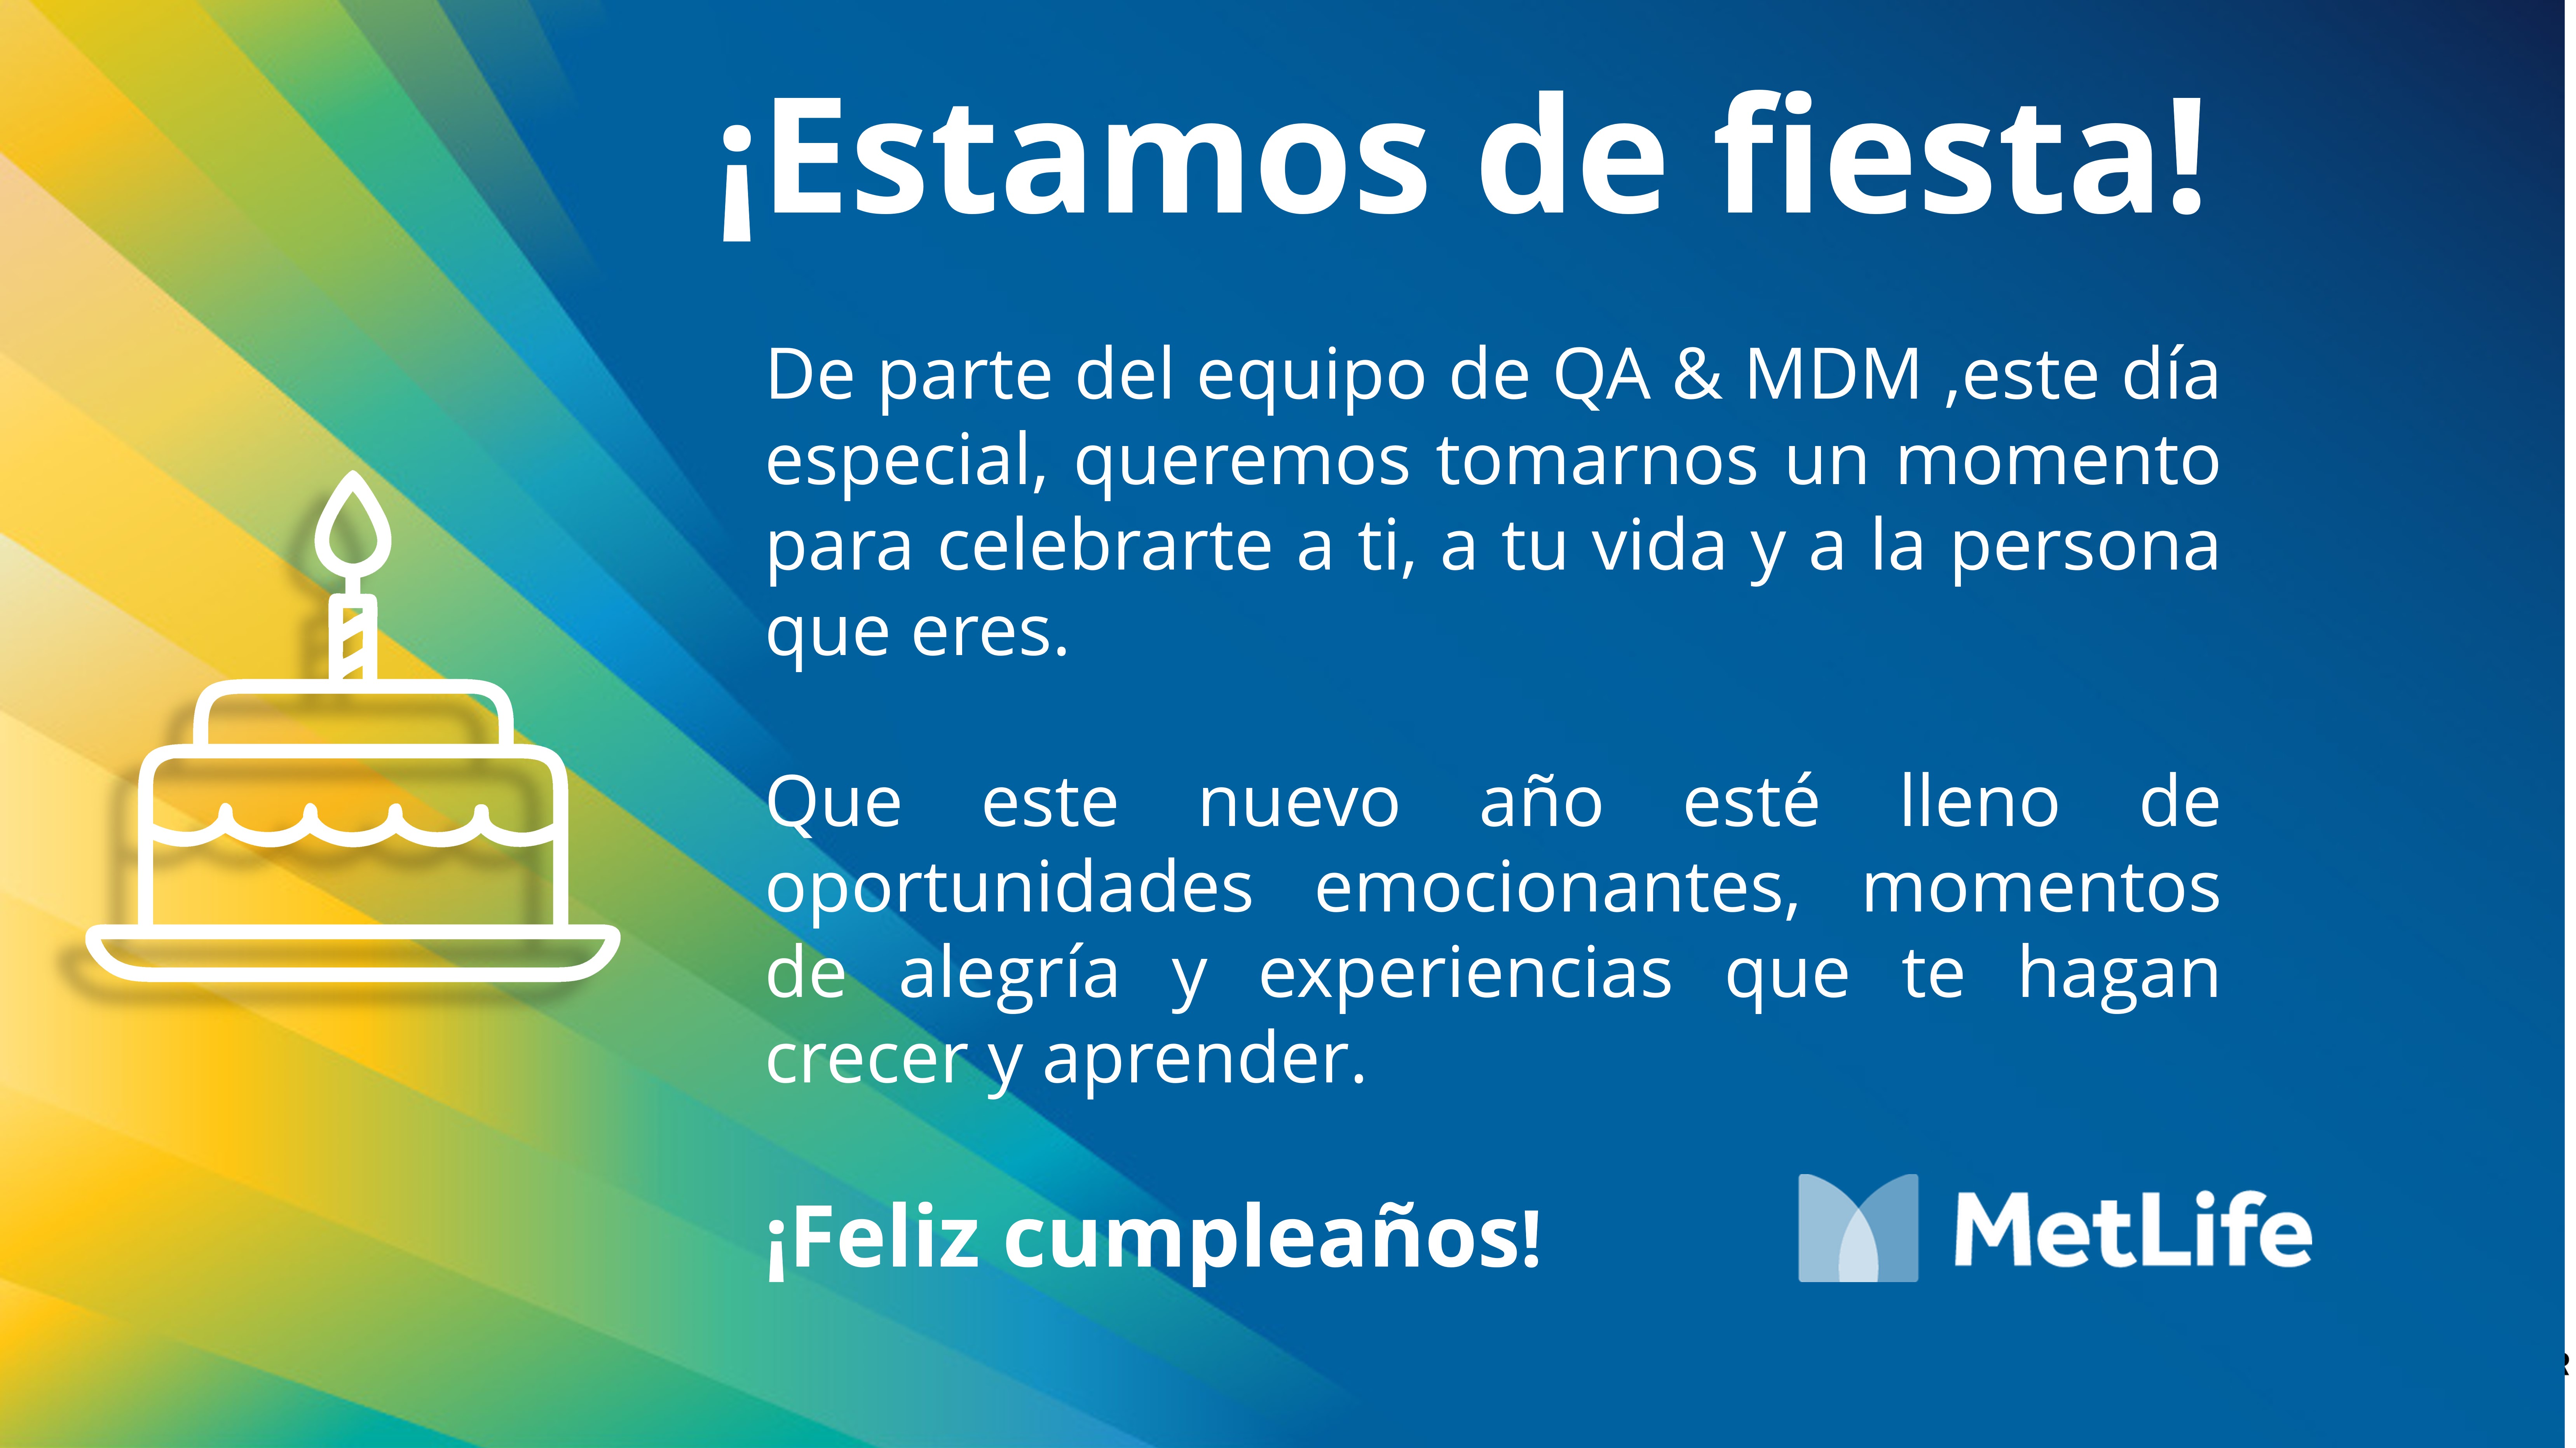 ¡Estamos de fiesta!
De parte del equipo de QA & MDM ,este día
especial, queremos tomarnos un momento
para celebrarte a ti, a tu vida y a la persona
que eres.
Que este nuevo año esté lleno de
oportunidades emocionantes, momentos
de alegría y experiencias que te hagan
crecer y aprender.
¡Feliz cumpleaños!
MetLife